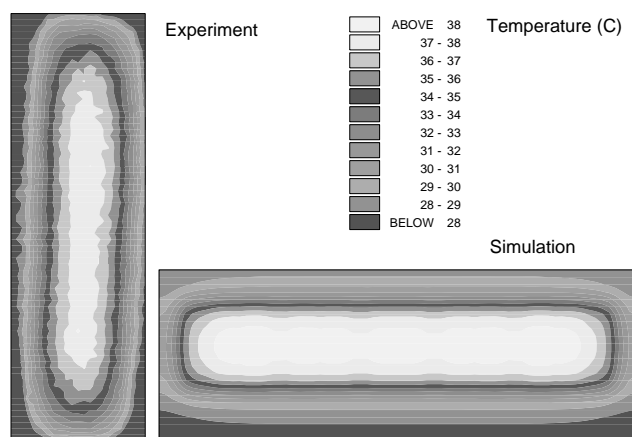 Experiment
Temperature (C)
ABOVE 38
37 - 38
36 - 37
35 - 36
34 - 35
33 - 34
32 - 33
31 - 32
30 - 31
29 - 30
28 - 29
BELOW 28
Simulation